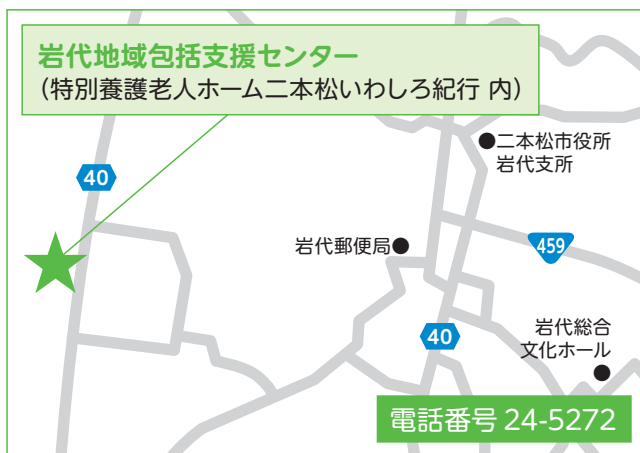 岩代地域包括支援センター
（特別養護老人ホーム二本松いわしろ紀行 内）
●二本松市役所
岩代支所
40
岩代郵便局●
459
40
岩代総合
文化ホール
●
電話番号 24-5272